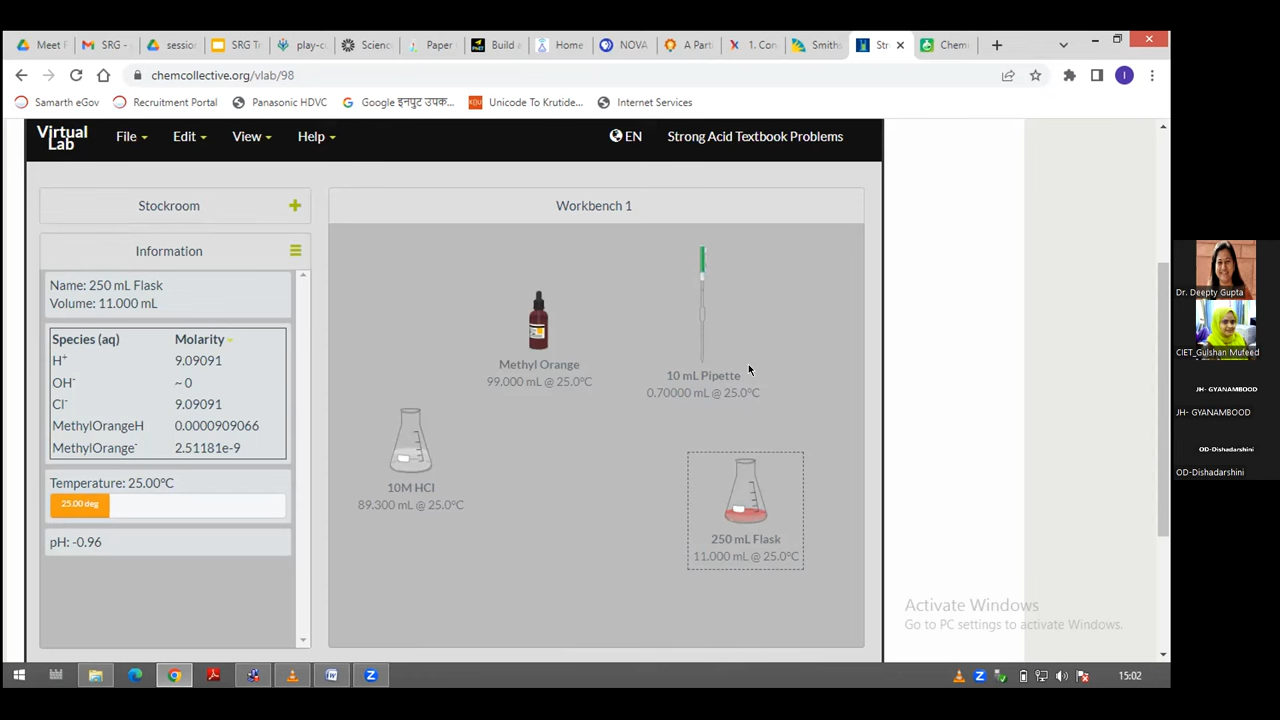 Meet F
SRG -
sessio
SRG Tr
play-c
Scienc
Paper
Build a
Home
NOVA
A Parti
1. Con
Smiths
Str
Chem
chemcollective.org/vlab/98
Samarth eGov
Recruitment Portal
Panasonic HDVC
Google इनपुट उपक...
Unicode To Krutide...
Internet Services
Virtual
Lab
File
Edit
View
Help
EN
Strong Acid Textbook Problems
Stockroom
Workbench 1
Information
Name: 250 mL Flask
Volume: 11.000 mL
Species (aq) Molarity
H⁺ 9.09091
OH⁻ ~ 0
Cl⁻ 9.09091
MethylOrangeH 0.0000909066
MethylOrange⁻ 2.51181e-9
Temperature: 25.00°C
25.00 deg
pH: -0.96
Methyl Orange
99.000 mL @ 25.0°C
10 mL Pipette
0.70000 mL @ 25.0°C
10M HCl
89.300 mL @ 25.0°C
250 mL Flask
11.000 mL @ 25.0°C
Activate Windows
Go to PC settings to activate Windows.
Dr. Deepty Gupta
CIET_Gulshan Mufeed
JH- GYANAMBOOD
JH- GYANAMBOOD
OD-Dishadarshini
OD-Dishadarshini
15:02